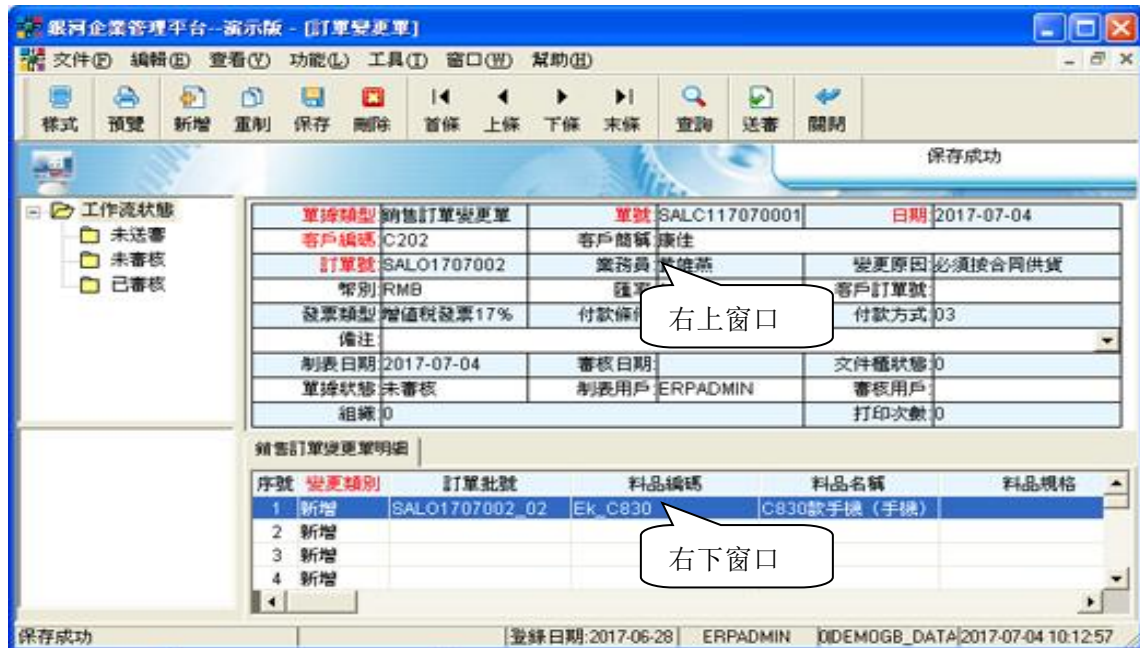 銀河企業管理平台--演示版 - [訂單變更單]
文件(F) 編輯(E) 查看(V) 功能(L) 工具(T) 窗口(W) 幫助(H)
樣式 預覽 新增 重制 保存 刪除 首條 上條 下條 末條 查詢 送審 關閉
保存成功
工作流狀態
未送審
未審核
已審核
單據類型 銷售訂單變更單 單號 SALC117070001 日期 2017-07-04
客戶編碼 C202 客戶簡稱 康佳
訂單號 SALO1707002 業務員 雄燕 變更原因 必須按合同供貨
幣別 RMB 匯率 客戶訂單號
發票類型 增值稅發票17% 付款條件 付款方式 03
備注
制表日期 2017-07-04 審核日期 文件櫃狀態 0
單據狀態 未審核 制表用戶 ERPADMIN 審核用戶
組織 0 打印次數 0
右上窗口
銷售訂單變更單明細
序號 變更類別 訂單批號 料品編碼 料品名稱 料品規格
1 新增 SALO1707002_02 Ek_C830 C830款手機（手機）
2 新增
3 新增
4 新增
右下窗口
保存成功 登錄日期:2017-06-28 ERPADMIN 0|DEMOGB_DATA 2017-07-04 10:12:57